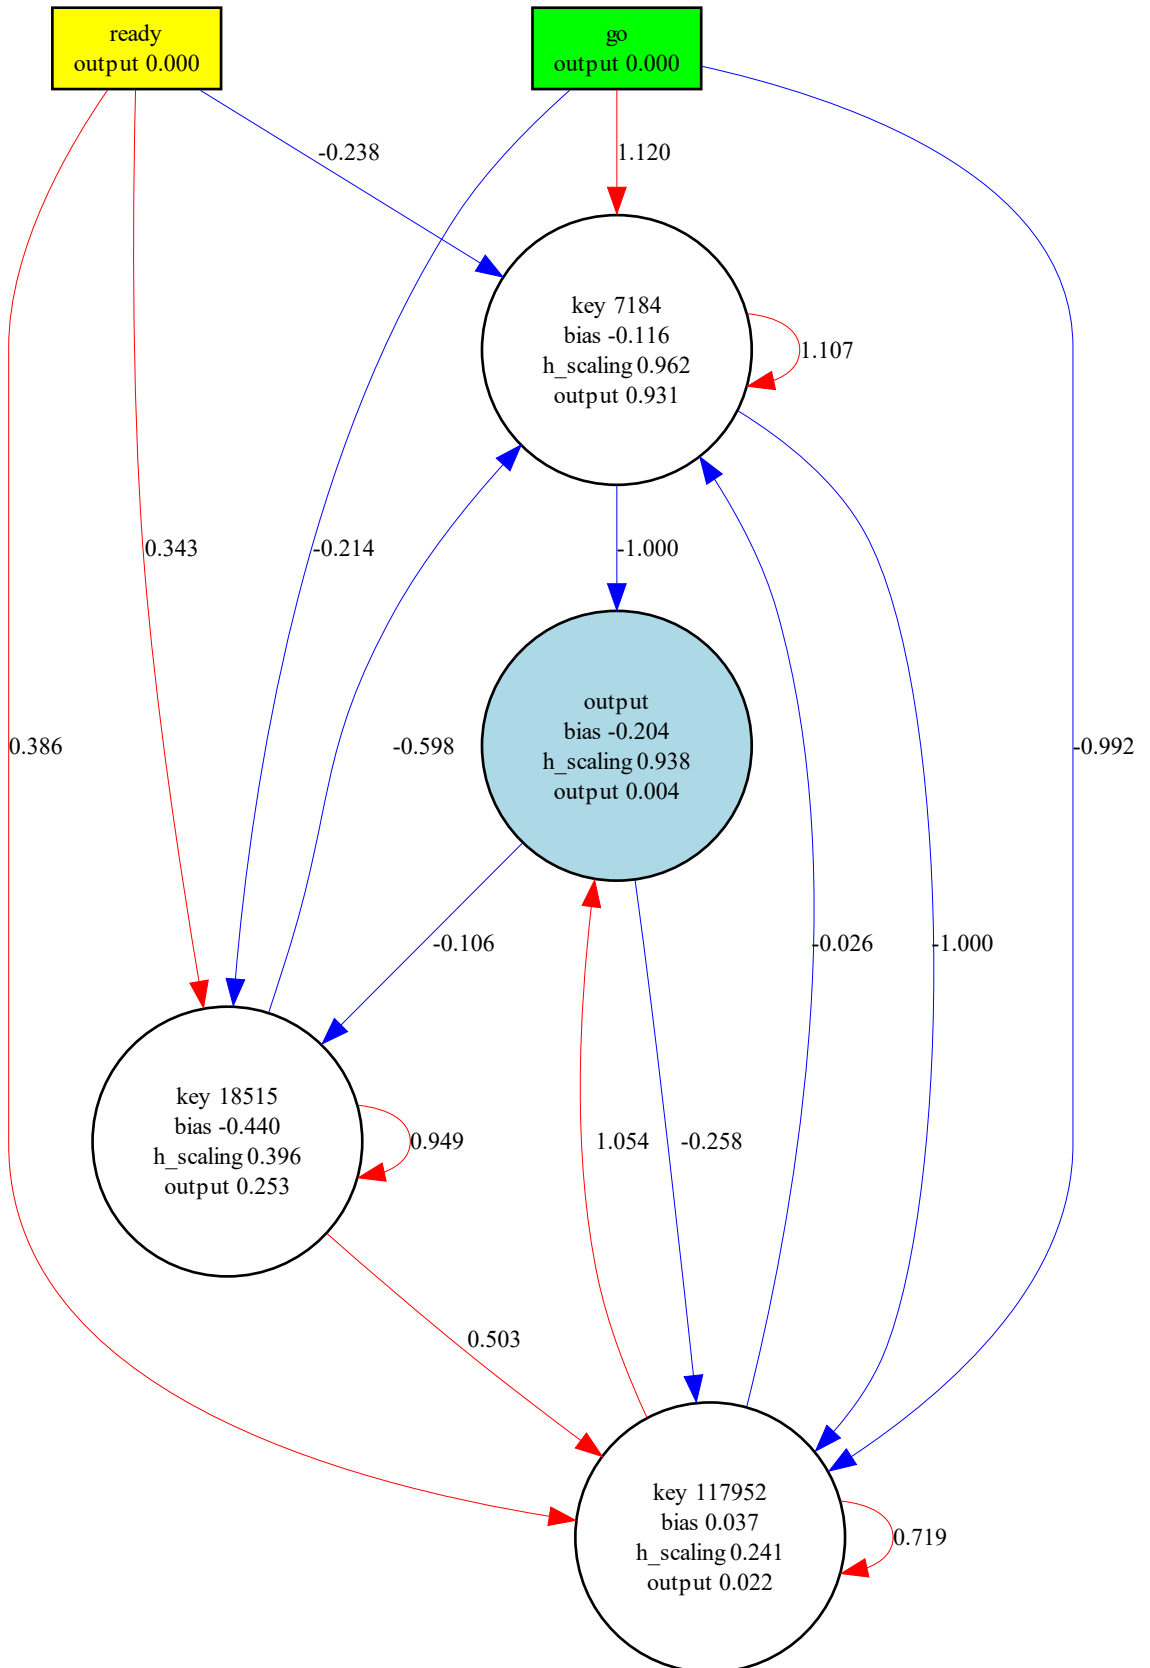 ready
output 0.000
go
output 0.000
-0.238
1.120
key 7184
bias -0.116
h_scaling 0.962
output 0.931
1.107
0.343
-0.214
-1.000
output
bias -0.204
h_scaling 0.938
output 0.004
0.386
-0.598
-0.992
-0.106
-0.026
-1.000
key 18515
bias -0.440
h_scaling 0.396
output 0.253
0.949
1.054
-0.258
0.503
key 117952
bias 0.037
h_scaling 0.241
output 0.022
0.719